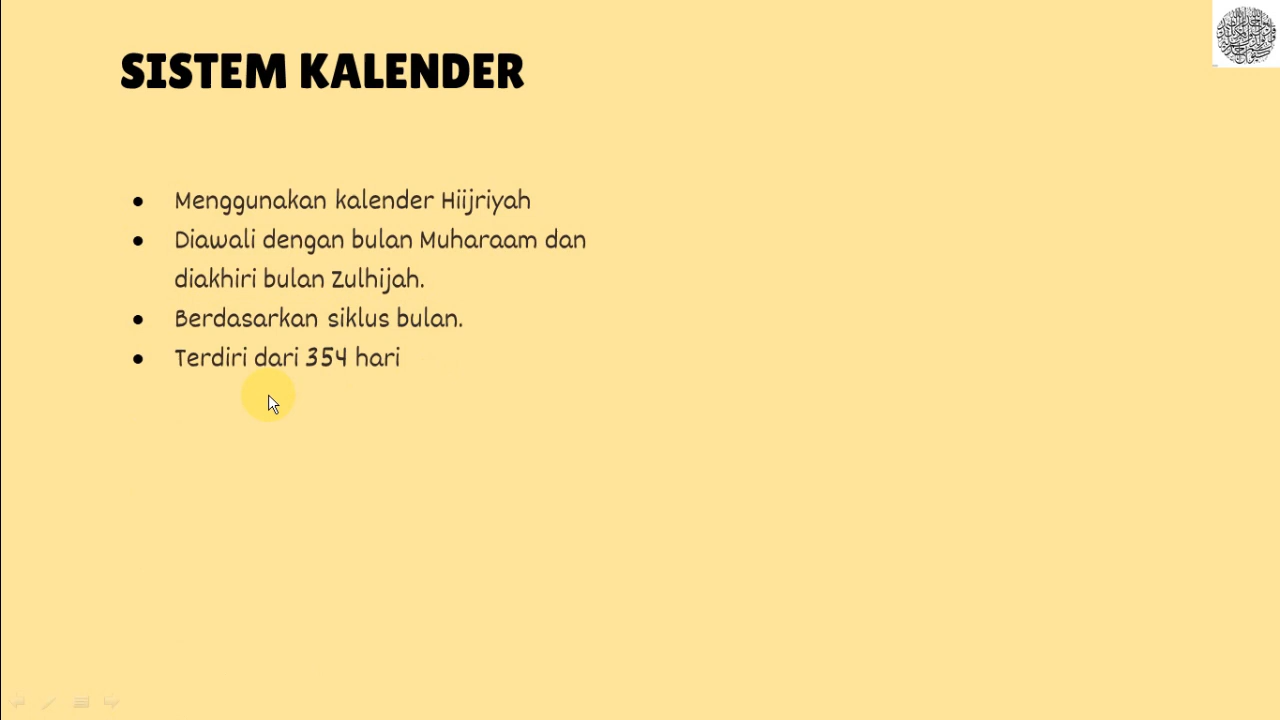 SISTEM KALENDER
Menggunakan kalender Hiijriyah
Diawali dengan bulan Muharaam dan
diakhiri bulan Zulhijah.
Berdasarkan siklus bulan.
Terdiri dari 354 hari